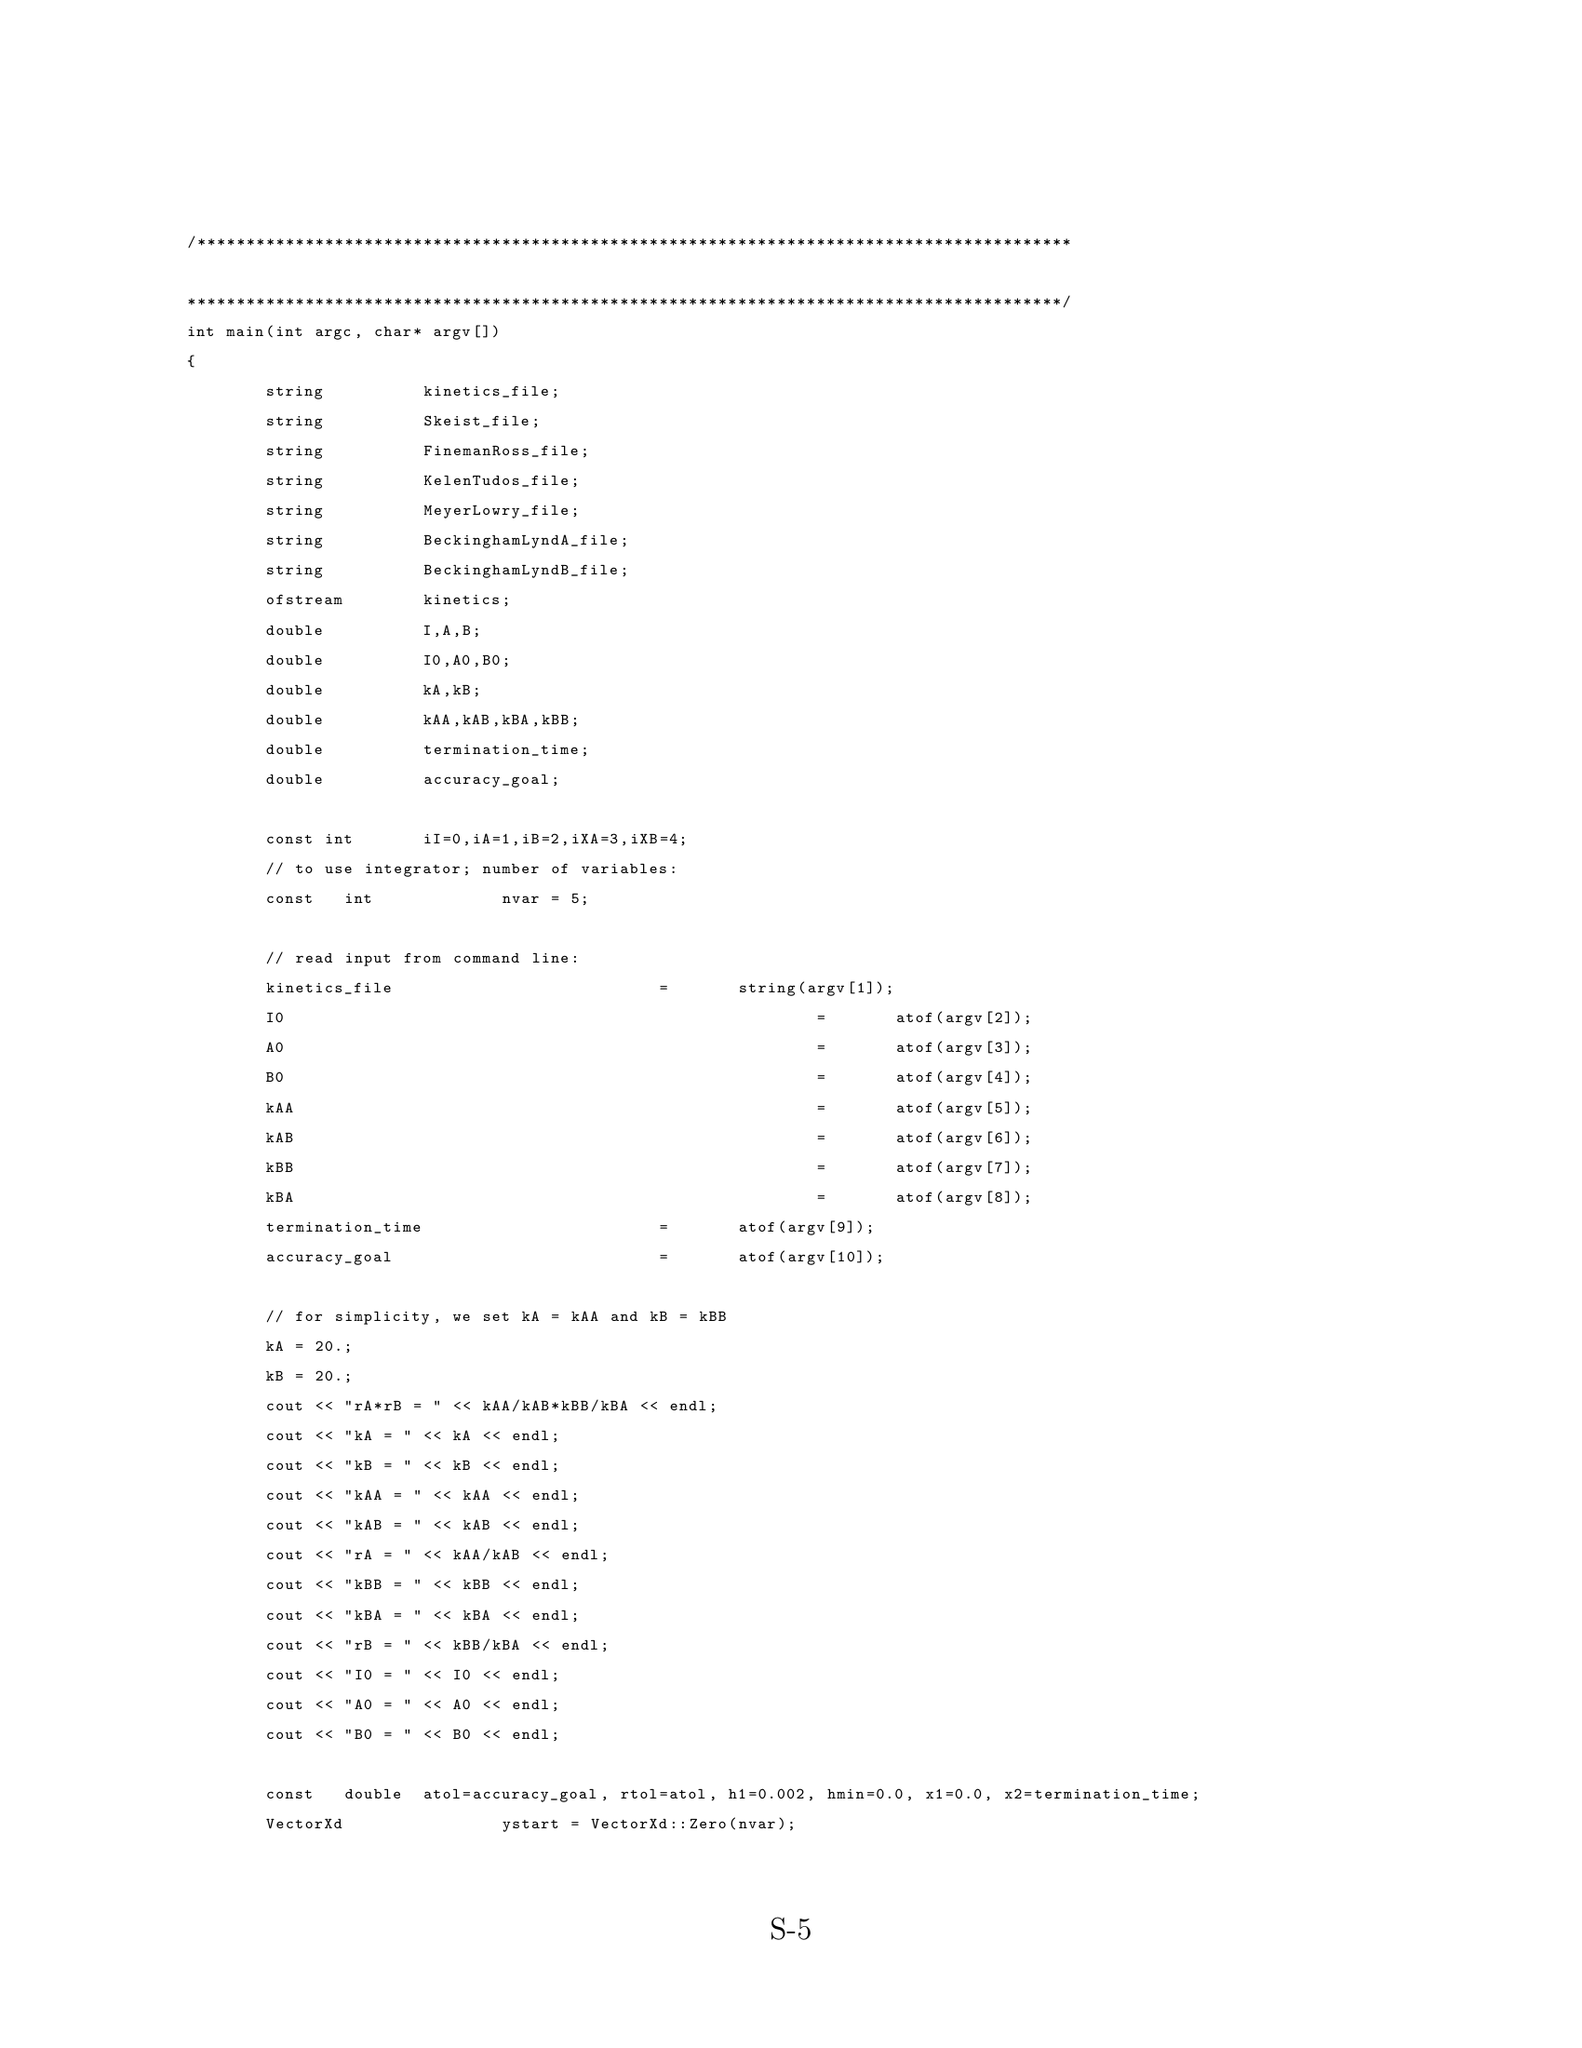 /*****************************************************************************************
*****************************************************************************************/
int main(int argc, char* argv[])
{
string kinetics_file;
string Skeist_file;
string FinemanRoss_file;
string KelenTudos_file;
string MeyerLowry_file;
string BeckinghamLyndA_file;
string BeckinghamLyndB_file;
ofstream kinetics;
double I,A,B;
double I0,A0,B0;
double kA,kB;
double kAA,kAB,kBA,kBB;
double termination_time;
double accuracy_goal;
const int iI=0,iA=1,iB=2,iXA=3,iXB=4;
// to use integrator; number of variables:
const int nvar = 5;
// read input from command line:
kinetics_file = string(argv[1]);
I0 = atof(argv[2]);
A0 = atof(argv[3]);
B0 = atof(argv[4]);
kAA = atof(argv[5]);
kAB = atof(argv[6]);
kBB = atof(argv[7]);
kBA = atof(argv[8]);
termination_time = atof(argv[9]);
accuracy_goal = atof(argv[10]);
// for simplicity, we set kA = kAA and kB = kBB
kA = 20.;
kB = 20.;
cout << "rA*rB = " << kAA/kAB*kBB/kBA << endl;
cout << "kA = " << kA << endl;
cout << "kB = " << kB << endl;
cout << "kAA = " << kAA << endl;
cout << "kAB = " << kAB << endl;
cout << "rA = " << kAA/kAB << endl;
cout << "kBB = " << kBB << endl;
cout << "kBA = " << kBA << endl;
cout << "rB = " << kBB/kBA << endl;
cout << "I0 = " << I0 << endl;
cout << "A0 = " << A0 << endl;
cout << "B0 = " << B0 << endl;
const double atol=accuracy_goal, rtol=atol, h1=0.002, hmin=0.0, x1=0.0, x2=termination_time;
VectorXd ystart = VectorXd::Zero(nvar);
S-5